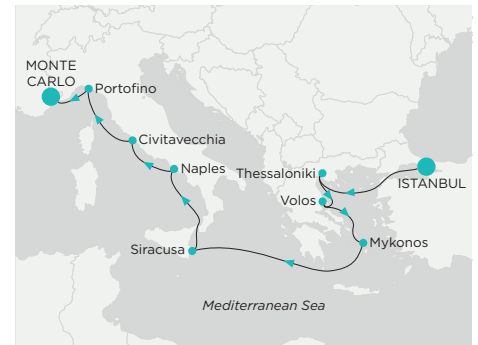 MONTE
CARLO
Portofino
Civitavecchia
Naples
Thessaloniki
ISTANBUL
Volos
Mykonos
Siracusa
Mediterranean Sea